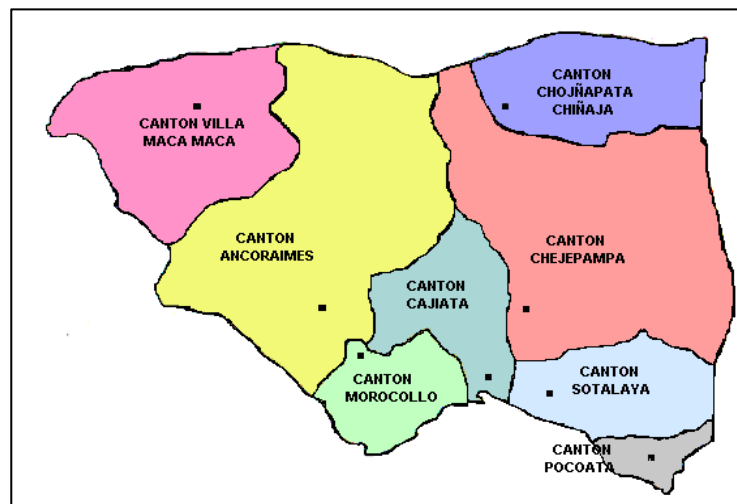 CANTON
CHOJÑAPATA
CHIÑAJA
CANTON VILLA
MACA MACA
CANTON
ANCORAIMES
CANTON
CHEJEPAMPA
CANTON
CAJIATA
CANTON
MOROCOLLO
CANTON
SOTALAYA
CANTON
POCOATA